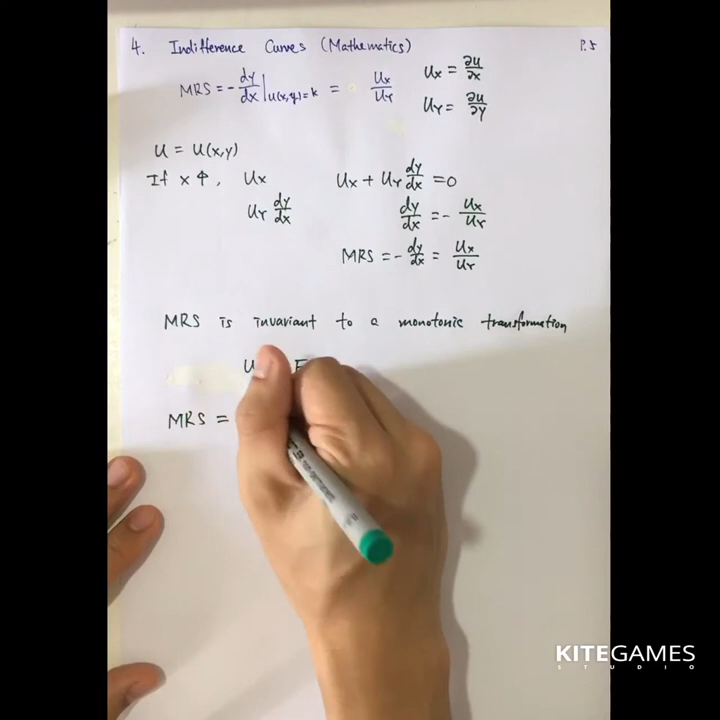 4. Indifference Curves (Mathematics) P.5
MRS = - dy/dx |U(x,y)=k = Ux/UY
Ux = ∂u/∂x
UY = ∂u/∂y
U = U(x,y)
If x ↑, Ux
UY dy/dx
Ux + UY dy/dx = 0
dy/dx = - Ux/UY
MRS = - dy/dx = Ux/UY
MRS is invariant to a monotonic transformation
U F
MRS =
KITEGAMES
STUDIO